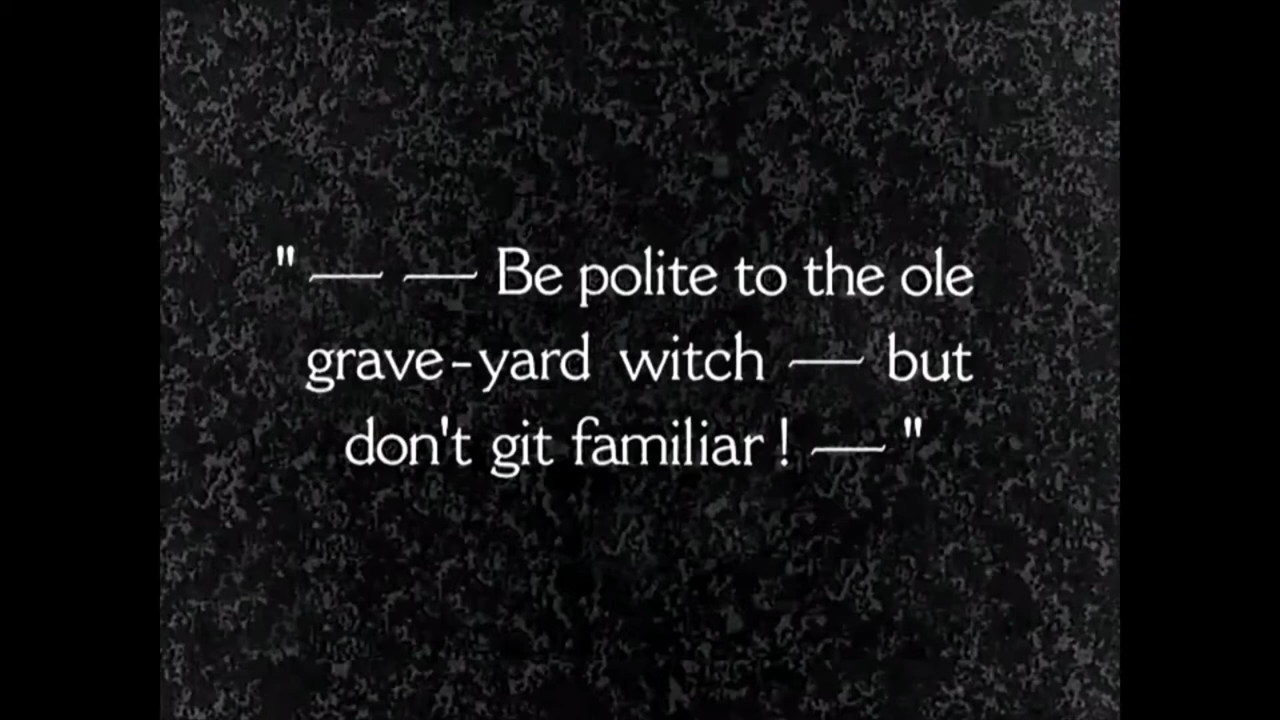 "— — Be polite to the ole
grave-yard witch — but
don't git familiar! —"